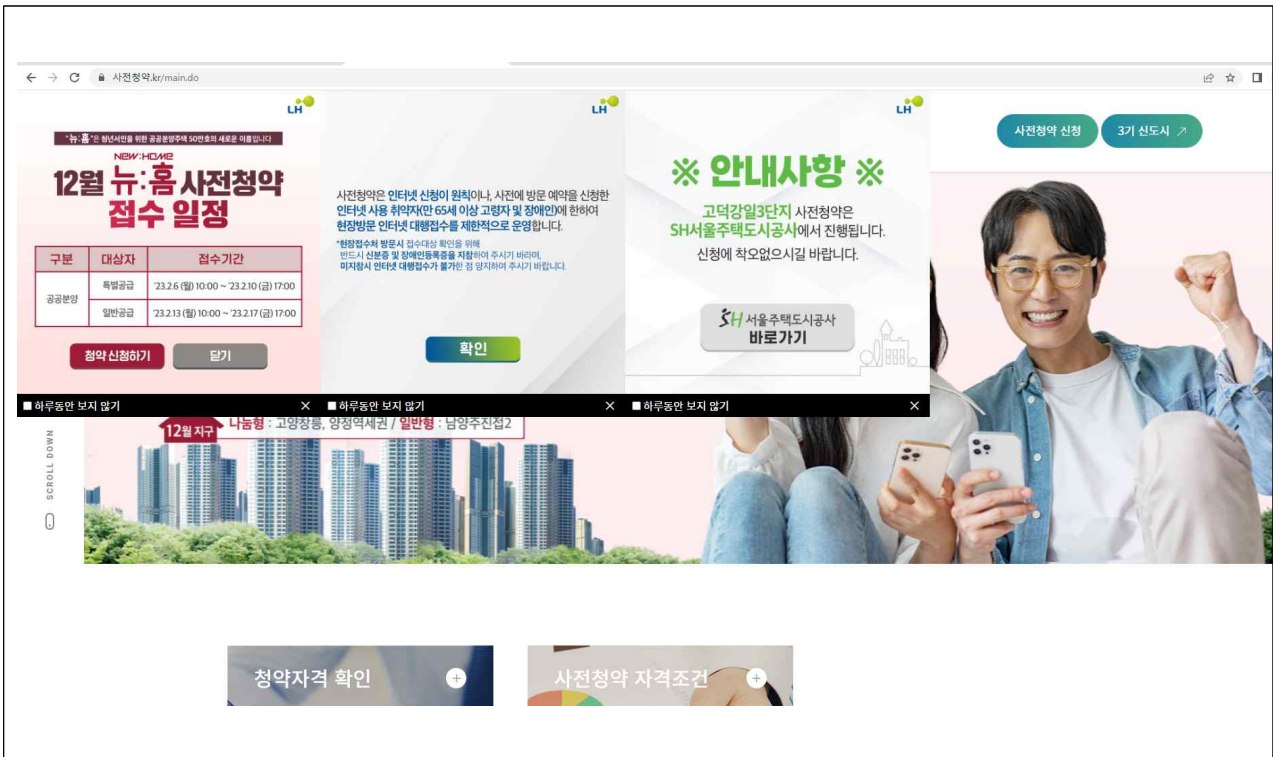 사전청약.kr/main.do
LH
"뉴:홈"은 청년서민을 위한 공공분양주택 50만호의 새로운 이름입니다
NEW:HOME
12월 뉴:홈 사전청약
접수 일정
구분 대상자 접수기간
공공분양
특별공급 '23.2.6 (월) 10:00 ~ '23.2.10 (금) 17:00
일반공급 '23.2.13 (월) 10:00 ~ '23.2.17 (금) 17:00
청약 신청하기 닫기
하루동안 보지 않기 ×
LH
사전청약은 인터넷 신청이 원칙이나, 사전에 방문 예약을 신청한
인터넷 사용 취약자(만 65세 이상 고령자 및 장애인)에 한하여
현장방문 인터넷 대행접수를 제한적으로 운영합니다.
*현장접수처 방문시 접수대상 확인을 위해
반드시 신분증 및 장애인등록증을 지참하여 주시기 바라며,
미지참시 인터넷 대행접수가 불가한 점 양지하여 주시기 바랍니다.
확인
하루동안 보지 않기 ×
LH
※ 안내사항 ※
고덕강일3단지 사전청약은
SH서울주택도시공사에서 진행됩니다.
신청에 착오없으시길 바랍니다.
SH 서울주택도시공사
바로가기
하루동안 보지 않기 ×
사전청약 신청 3기 신도시 ↗
12월 지구 나눔형 : 고양창릉, 양정역세권 / 일반형 : 남양주진접2
SCROLL DOWN
청약자격 확인 +
사전청약 자격조건 +